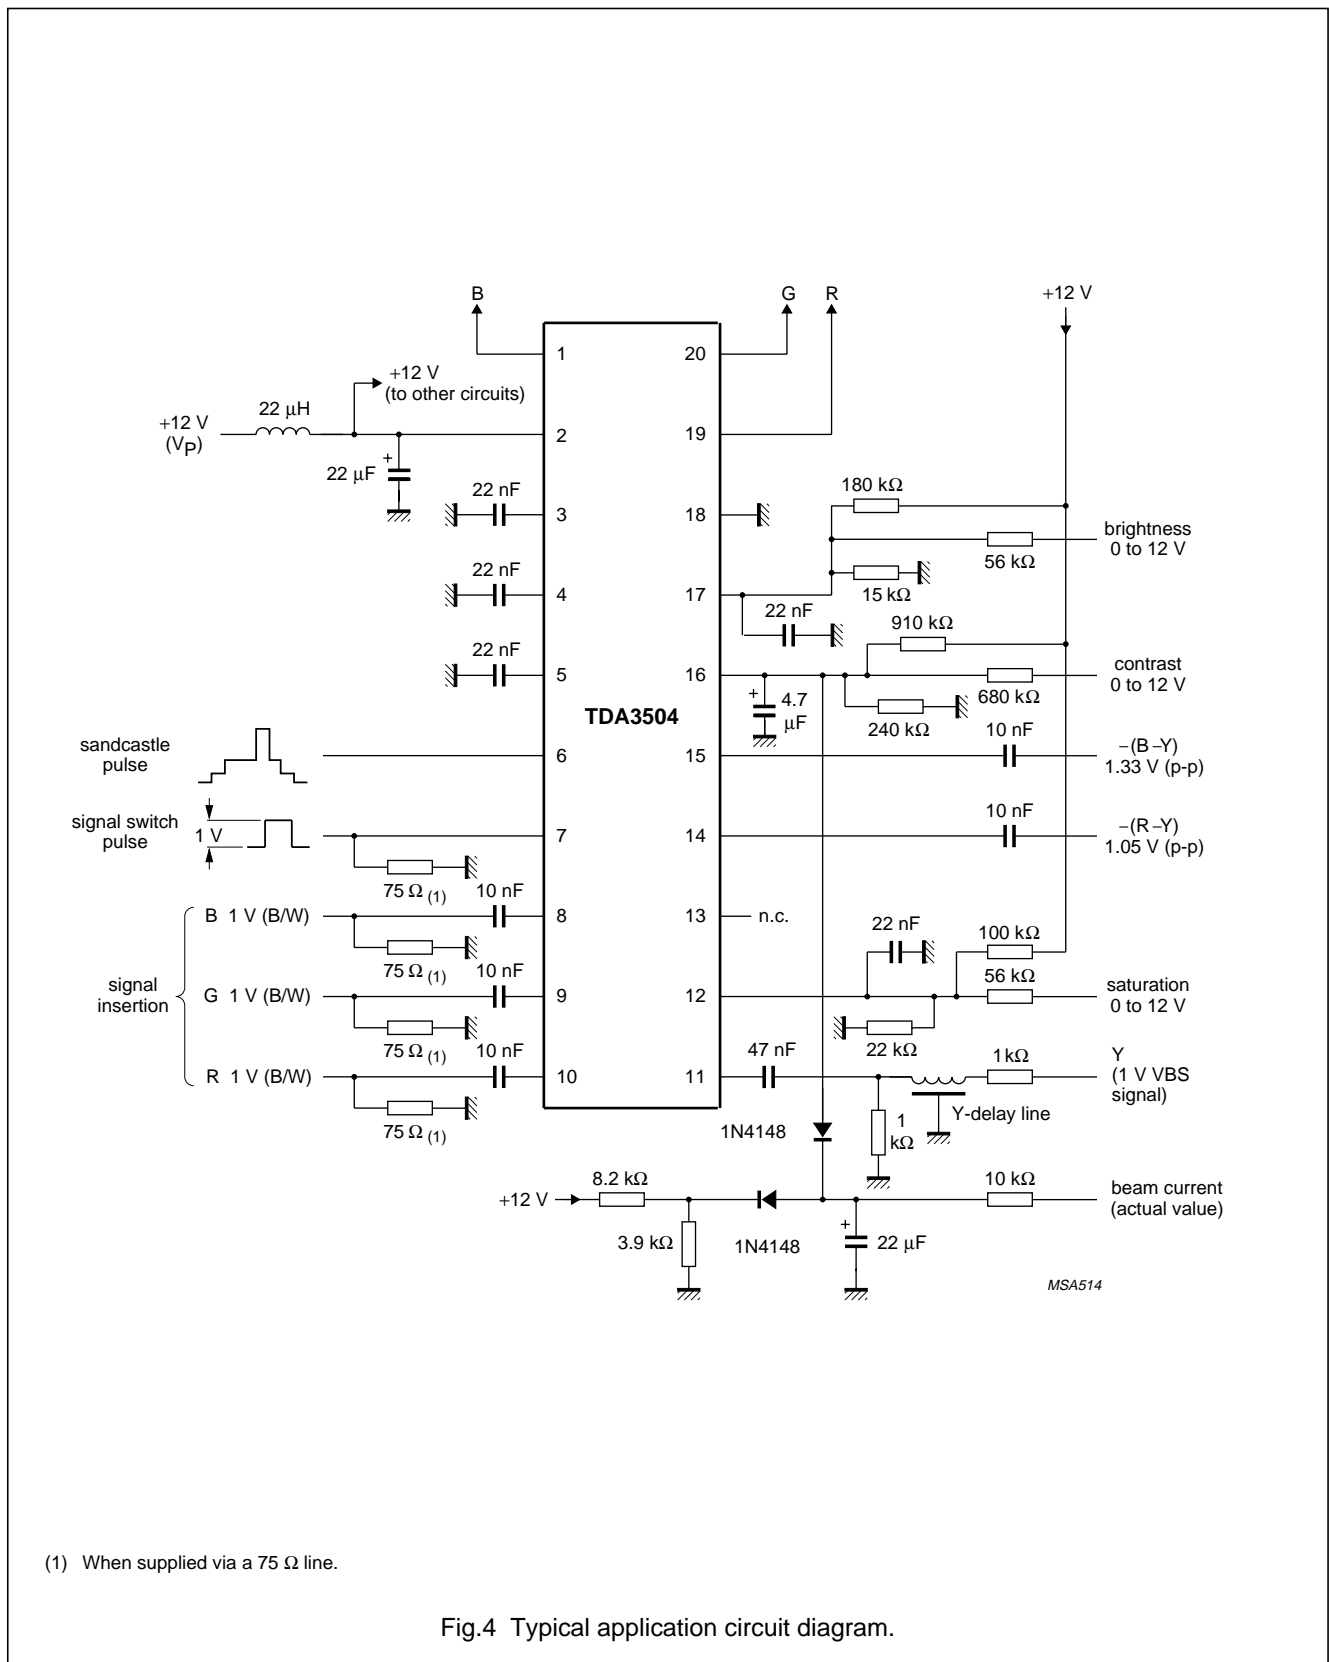 B
G
R
+12 V
1
20
+12 V
(to other circuits)
22 μH
+12 V
(VP)
2
19
+
22 μF
180 kΩ
22 nF
3
18
brightness
0 to 12 V
56 kΩ
22 nF
4
17
15 kΩ
22 nF
910 kΩ
22 nF
5
16
contrast
0 to 12 V
+
4.7
μF
680 kΩ
240 kΩ
TDA3504
10 nF
sandcastle
pulse
6
15
−(B−Y)
1.33 V (p-p)
10 nF
signal switch
pulse
1 V
7
14
−(R−Y)
1.05 V (p-p)
75 Ω (1)
10 nF
B 1 V (B/W)
8
13
n.c.
22 nF
100 kΩ
75 Ω (1)
10 nF
56 kΩ
signal
insertion
G 1 V (B/W)
9
12
saturation
0 to 12 V
22 kΩ
75 Ω (1)
10 nF
47 nF
1 kΩ
R 1 V (B/W)
10
11
Y
(1 V VBS
signal)
Y-delay line
75 Ω (1)
1N4148
1
kΩ
8.2 kΩ
10 kΩ
+12 V
beam current
(actual value)
3.9 kΩ
1N4148
+
22 μF
MSA514
(1) When supplied via a 75 Ω line.
Fig.4 Typical application circuit diagram.